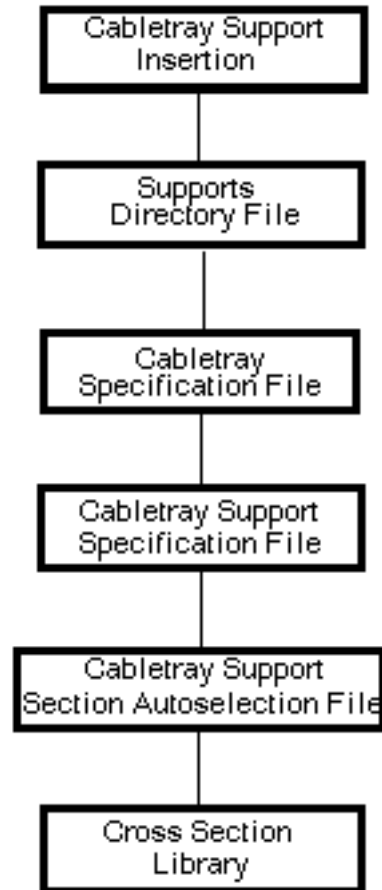 Cabletray Support
Insertion
Supports
Directory File
Cabletray
Specification File
Cabletray Support
Specification File
Cabletray Support
Section Autoselection File
Cross Section
Library